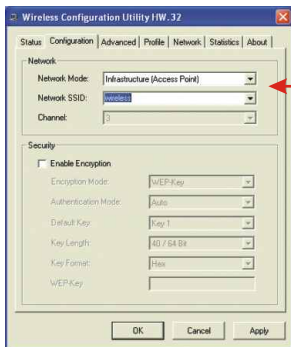 Wireless Configuration Utility HW.32
Status Configuration Advanced Profile Network Statistics About
Network
Network Mode: Infrastructure (Access Point)
Network SSID: wireless
Channel: 3
Security
Enable Encryption
Encryption Mode: WEP-Key
Authentication Mode: Auto
Default Key: Key 1
Key Length: 40 / 64 Bit
Key Format: Hex
WEP-Key
OK Cancel Apply